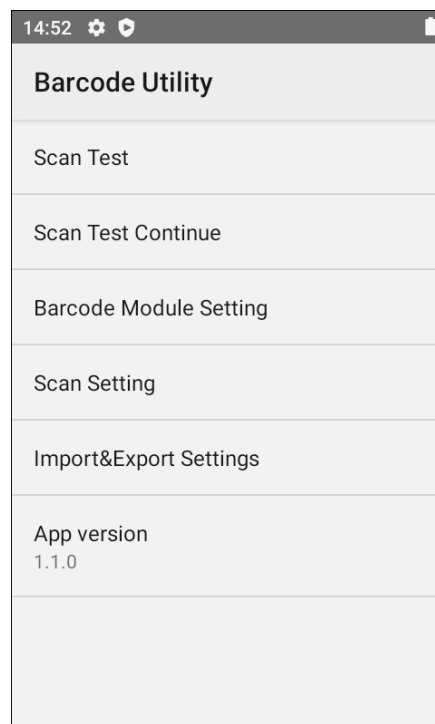 14:52
Barcode Utility
Scan Test
Scan Test Continue
Barcode Module Setting
Scan Setting
Import&Export Settings
App version
1.1.0